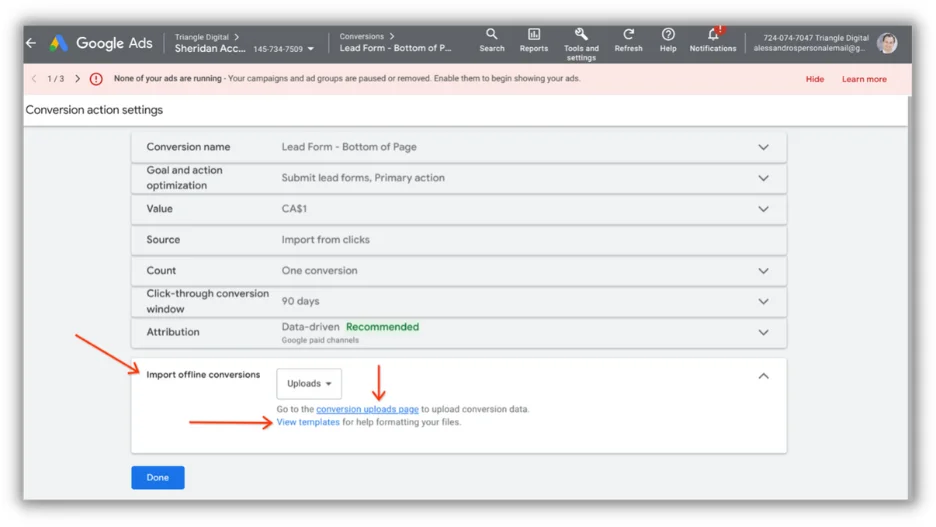 Google Ads
Triangle Digital >
Sheridan Acc... 145-734-7509
Conversions >
Lead Form - Bottom of P...
Search
Reports
Tools and
settings
Refresh
Help
Notifications
724-074-7047 Triangle Digital
alessandrospersonalemail@g...
1 / 3
None of your ads are running - Your campaigns and ad groups are paused or removed. Enable them to begin showing your ads.
Hide
Learn more
Conversion action settings
Conversion name Lead Form - Bottom of Page
Goal and action
optimization
Submit lead forms, Primary action
Value CA$1
Source Import from clicks
Count One conversion
Click-through conversion
window
90 days
Attribution Data-driven Recommended
Google paid channels
Import offline conversions
Uploads
Go to the conversion uploads page to upload conversion data.
View templates for help formatting your files.
Done